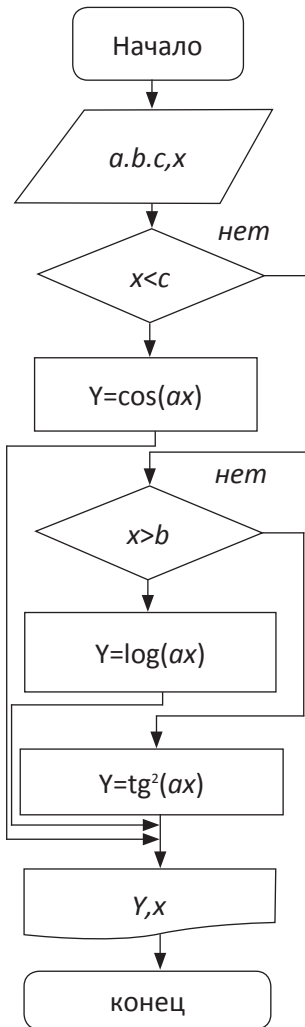 Начало
a.b.c,x
нет
x<c
Y=cos(ax)
нет
x>b
Y=log(ax)
Y=tg²(ax)
Y,x
конец